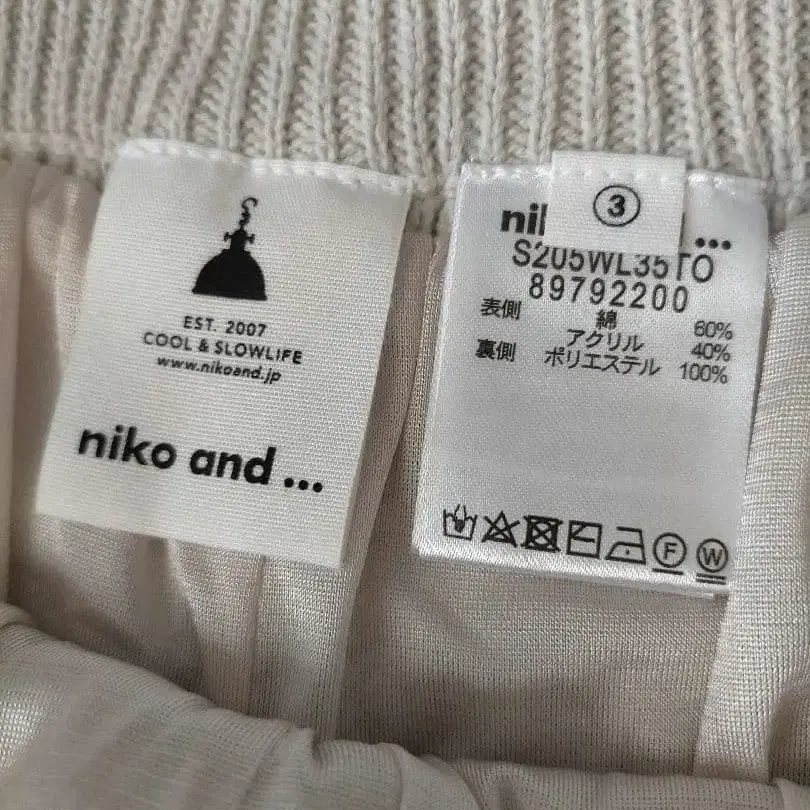 EST. 2007
COOL & SLOWLIFE
www.nikoand.jp
niko and ...
③
ni ...
S205WL35TO
89792200
表側 綿 60%
アクリル 40%
裏側 ポリエステル 100%
F W